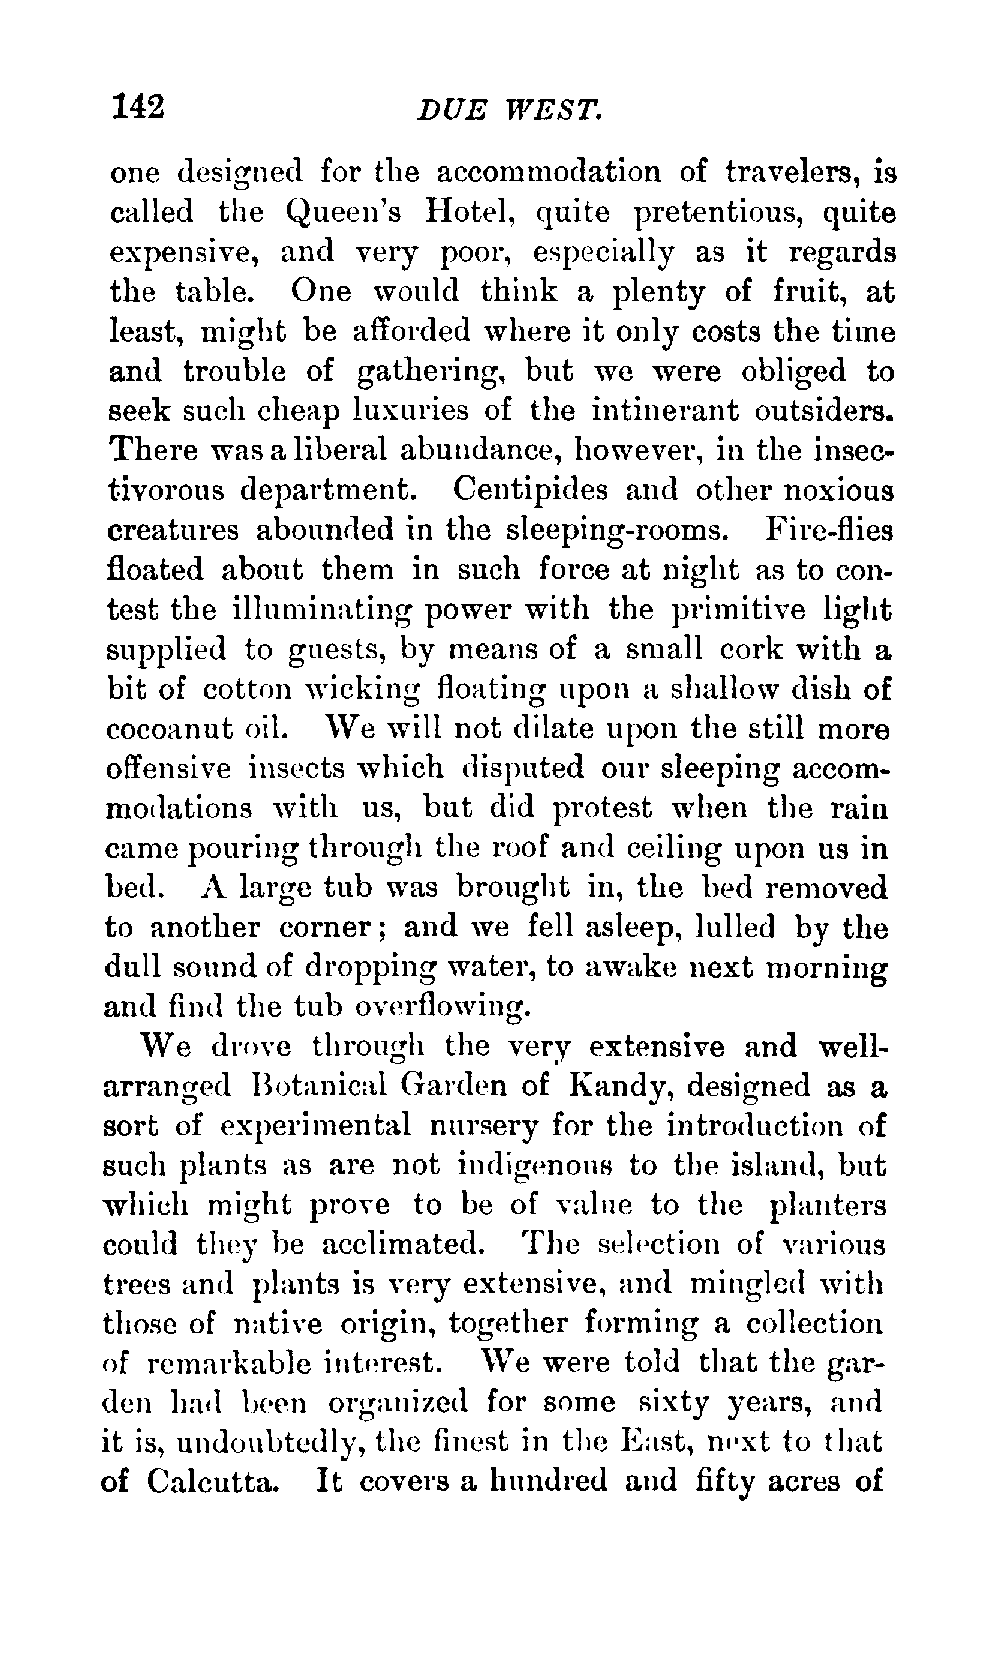 142 DUE WEST.
one designed for the accommodation of travelers, is
called the Queen's Hotel, quite pretentious, quite
expensive, and very poor, especially as it regards
the table. One would think a plenty of fruit, at
least, might be afforded where it only costs the time
and trouble of gathering, but we were obliged to
seek such cheap luxuries of the intinerant outsiders.
There was a liberal abundance, however, in the insec-
tivorous department. Centipides and other noxious
creatures abounded in the sleeping-rooms. Fire-flies
floated about them in such force at night as to con-
test the illuminating power with the primitive light
supplied to guests, by means of a small cork with a
bit of cotton wicking floating upon a shallow dish of
cocoanut oil. We will not dilate upon the still more
offensive insects which disputed our sleeping accom-
modations with us, but did protest when the rain
came pouring through the roof and ceiling upon us in
bed. A large tub was brought in, the bed removed
to another corner; and we fell asleep, lulled by the
dull sound of dropping water, to awake next morning
and find the tub overflowing.
We drove through the very extensive and well-
arranged Botanical Garden of Kandy, designed as a
sort of experimental nursery for the introduction of
such plants as are not indigenous to the island, but
which might prove to be of value to the planters
could they be acclimated. The selection of various
trees and plants is very extensive, and mingled with
those of native origin, together forming a collection
of remarkable interest. We were told that the gar-
den had been organized for some sixty years, and
it is, undoubtedly, the finest in the East, next to that
of Calcutta. It covers a hundred and fifty acres of